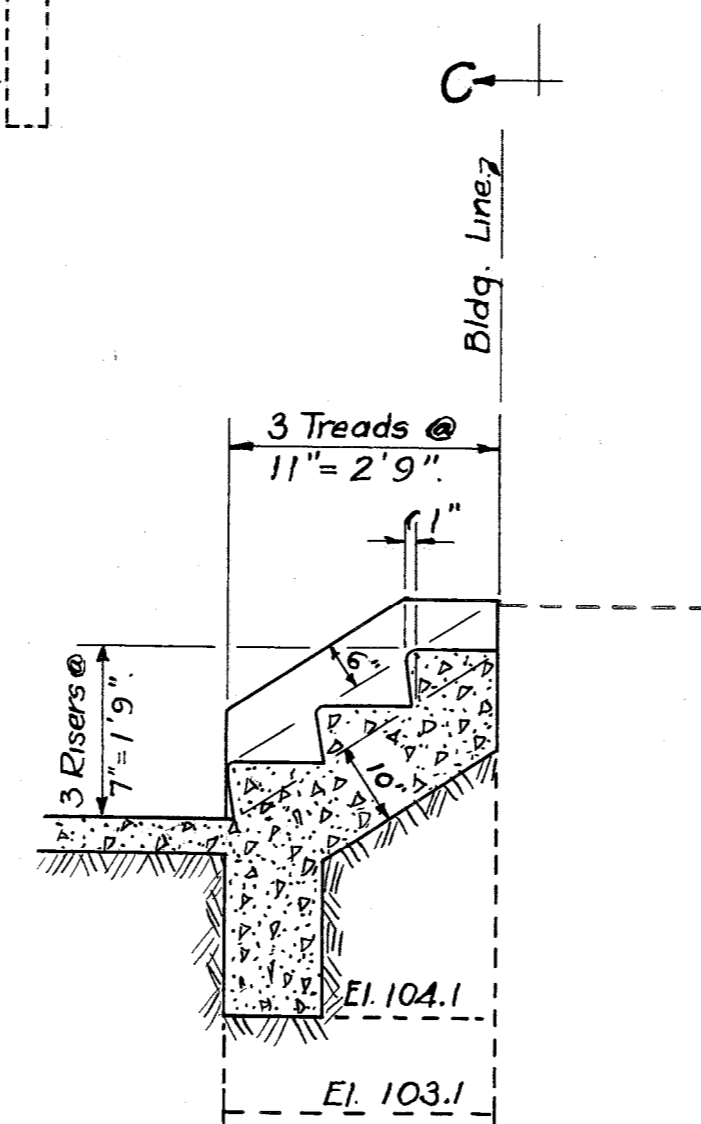 C
Bldg. Line
3 Treads @
11"= 2'9".
1"
6"
3 Risers @
7"=1'9".
10"
El. 104.1
El. 103.1